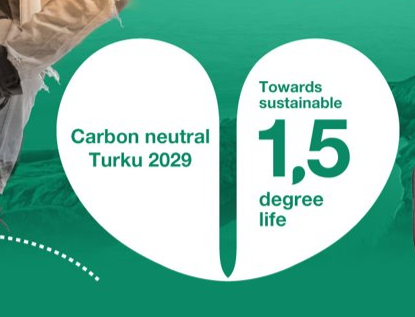 Carbon neutral
Turku 2029
Towards
sustainable
1,5
degree
life